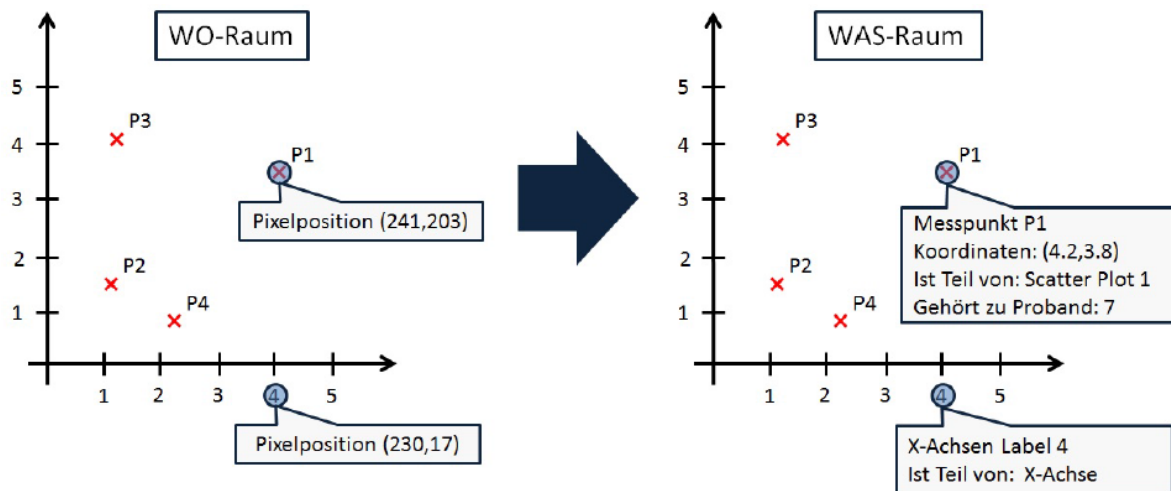 WO-Raum
5
4
3
2
1
P3
P1
Pixelposition (241,203)
P2
P4
1 2 3 4 5
Pixelposition (230,17)
WAS-Raum
5
4
3
2
1
P3
P1
Messpunkt P1
Koordinaten: (4.2,3.8)
Ist Teil von: Scatter Plot 1
Gehört zu Proband: 7
P2
P4
1 2 3 4 5
X-Achsen Label 4
Ist Teil von: X-Achse